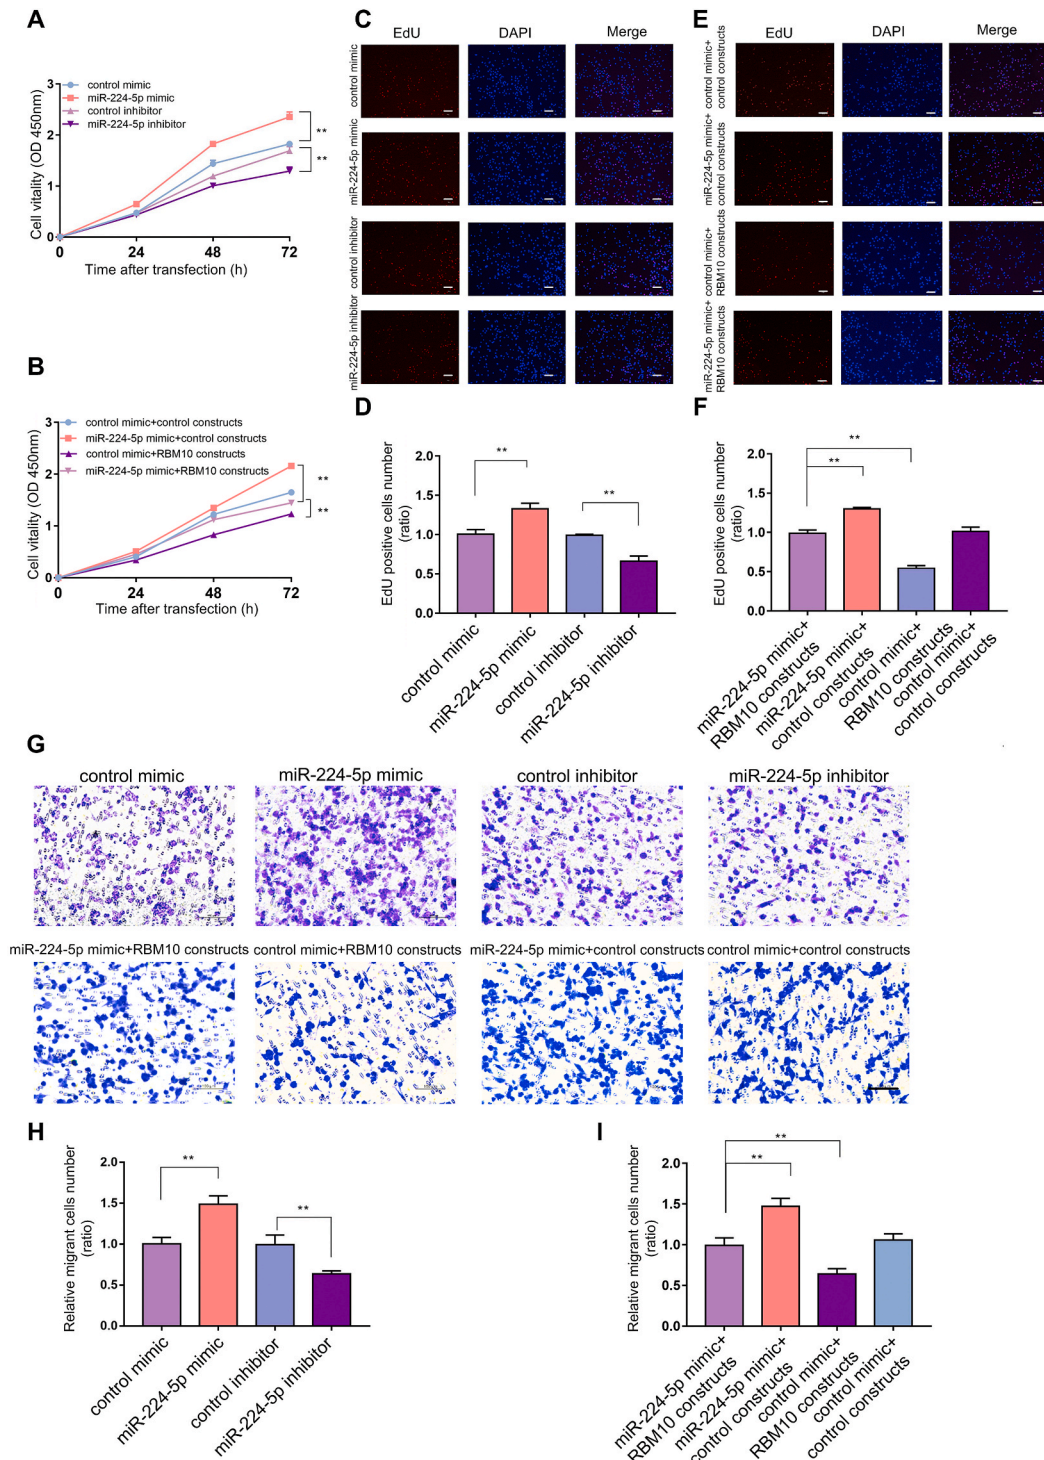 A
3
2
1
0
0
24
48
72
Cell vitality (OD 450nm)
Time after transfection (h)
control mimic
miR-224-5p mimic
control inhibitor
miR-224-5p inhibitor
**
**
B
3
2
1
0
0
24
48
72
Cell vitality (OD 450nm)
Time after transfection (h)
control mimic+control constructs
miR-224-5p mimic+control constructs
control mimic+RBM10 constructs
miR-224-5p mimic+RBM10 constructs
**
**
C
EdU
DAPI
Merge
control mimic
miR-224-5p mimic
control inhibitor
miR-224-5p inhibitor
E
EdU
DAPI
Merge
control mimic+
control constructs
miR-224-5p mimic+
control constructs
control mimic+
RBM10 constructs
miR-224-5p mimic+
RBM10 constructs
D
EdU positive cells number
(ratio)
2.0
1.5
1.0
0.5
0.0
**
**
control mimic
miR-224-5p mimic
control inhibitor
miR-224-5p inhibitor
F
EdU positive cells number
(ratio)
2.0
1.5
1.0
0.5
0.0
**
**
miR-224-5p mimic+
RBM10 constructs
miR-224-5p mimic+
control constructs
control mimic+
RBM10 constructs
control mimic+
control constructs
G
control mimic
miR-224-5p mimic
control inhibitor
miR-224-5p inhibitor
miR-224-5p mimic+RBM10 constructs
control mimic+RBM10 constructs
miR-224-5p mimic+control constructs
control mimic+control constructs
H
Relative migrant cells number
(ratio)
2.0
1.5
1.0
0.5
0.0
**
**
control mimic
miR-224-5p mimic
control inhibitor
miR-224-5p inhibitor
I
Relative migrant cells number
(ratio)
2.0
1.5
1.0
0.5
0.0
**
**
miR-224-5p mimic+
RBM10 constructs
miR-224-5p mimic+
control constructs
control mimic+
RBM10 constructs
control mimic+
control constructs